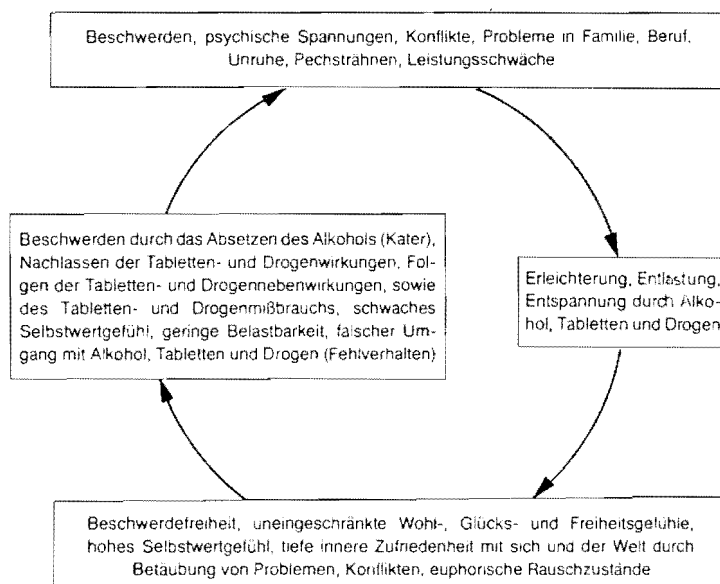 Beschwerden, psychische Spannungen, Konflikte, Probleme in Familie, Beruf,
Unruhe, Pechsträhnen, Leistungsschwäche
Erleichterung, Entlastung,
Entspannung durch Alko-
hol, Tabletten und Drogen
Beschwerdefreiheit, uneingeschränkte Wohl-, Glücks- und Freiheitsgefühle,
hohes Selbstwertgefühl, tiefe innere Zufriedenheit mit sich und der Welt durch
Betäubung von Problemen, Konflikten, euphorische Rauschzustände
Beschwerden durch das Absetzen des Alkohols (Kater),
Nachlassen der Tabletten- und Drogenwirkungen, Fol-
gen der Tabletten- und Drogennebenwirkungen, sowie
des Tabletten- und Drogenmißbrauchs, schwaches
Selbstwertgefühl, geringe Belastbarkeit, falscher Um-
gang mit Alkohol, Tabletten und Drogen (Fehlverhalten)